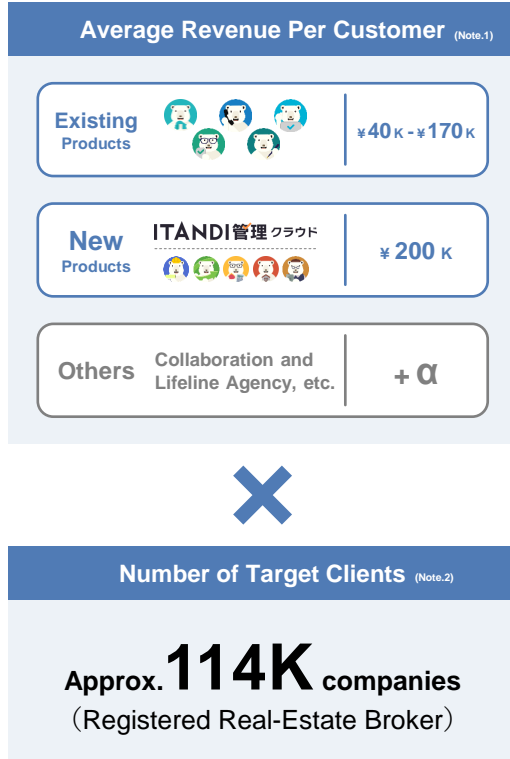 Average Revenue Per Customer (Note.1)
Existing
Products
¥40K-¥170K
New
Products
ITANDI管理クラウド
¥ 200 K
Others
Collaboration and
Lifeline Agency, etc.
+ α
×
Number of Target Clients (Note.2)
Approx.114K companies
（Registered Real-Estate Broker）